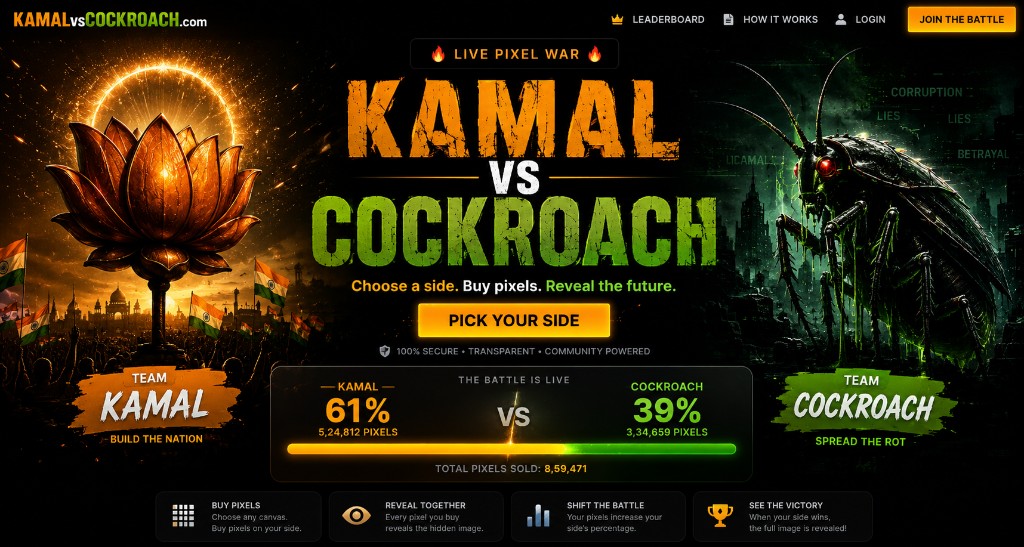 KAMALvsCOCKROACH.com
LEADERBOARD
HOW IT WORKS
LOGIN
JOIN THE BATTLE
🔥 LIVE PIXEL WAR 🔥
KAMAL
VS
COCKROACH
Choose a side. Buy pixels. Reveal the future.
PICK YOUR SIDE
100% SECURE • TRANSPARENT • COMMUNITY POWERED
CORRUPTION
LIES
LIES
BETRAYAL
TEAM
KAMAL
BUILD THE NATION
THE BATTLE IS LIVE
KAMAL
61%
5,24,812 PIXELS
VS
COCKROACH
39%
3,34,659 PIXELS
TOTAL PIXELS SOLD: 8,59,471
TEAM
COCKROACH
SPREAD THE ROT
BUY PIXELS
Choose any canvas.
Buy pixels on your side.
REVEAL TOGETHER
Every pixel you buy
reveals the hidden image.
SHIFT THE BATTLE
Your pixels increase your
side's percentage.
SEE THE VICTORY
When your side wins,
the full image is revealed!